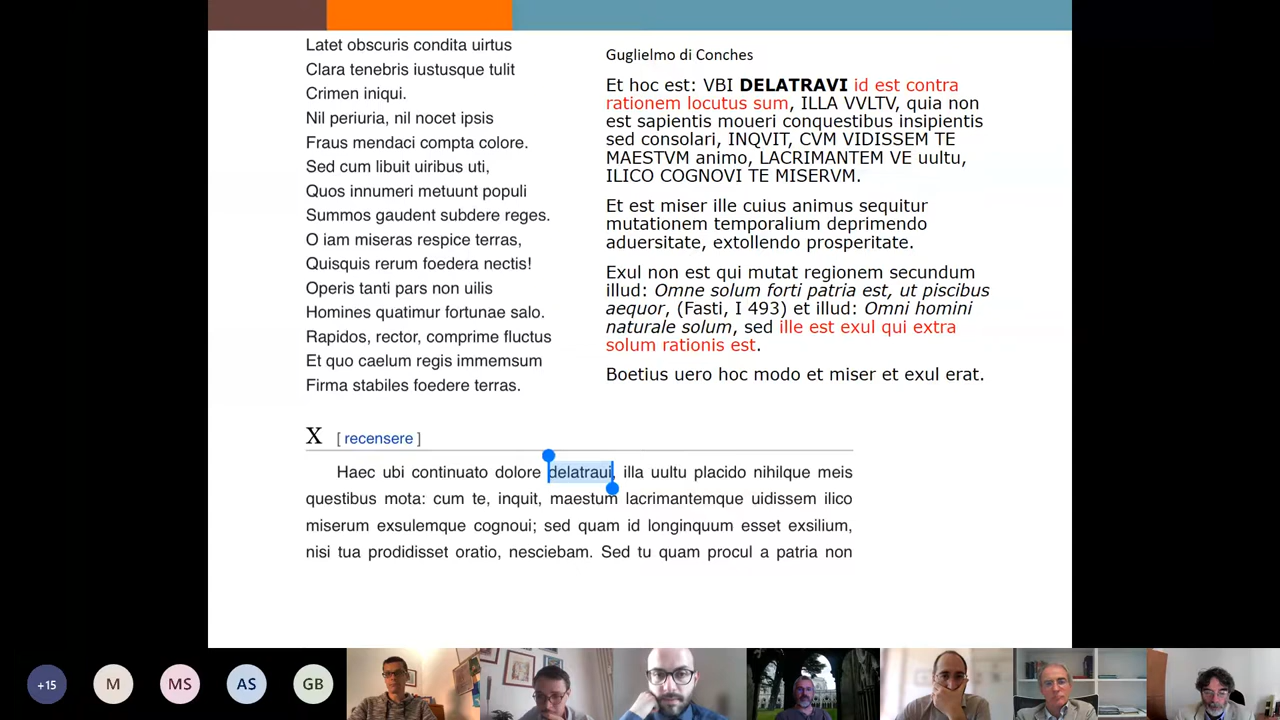 Latet obscuris condita uirtus
Clara tenebris iustusque tulit
Crimen iniqui.
Nil periuria, nil nocet ipsis
Fraus mendaci compta colore.
Sed cum libuit uiribus uti,
Quos innumeri metuunt populi
Summos gaudent subdere reges.
O iam miseras respice terras,
Quisquis rerum foedera nectis!
Operis tanti pars non uilis
Homines quatimur fortunae salo.
Rapidos, rector, comprime fluctus
Et quo caelum regis immemsum
Firma stabiles foedere terras.
Guglielmo di Conches
Et hoc est: VBI DELATRAVI id est contra
rationem locutus sum, ILLA VVLTV, quia non
est sapientis moueri conquestibus insipientis
sed consolari, INQVIT, CVM VIDISSEM TE
MAESTVM animo, LACRIMANTEM VE uultu,
ILICO COGNOVI TE MISERVM.
Et est miser ille cuius animus sequitur
mutationem temporalium deprimendo
aduersitate, extollendo prosperitate.
Exul non est qui mutat regionem secundum
illud: Omne solum forti patria est, ut piscibus
aequor, (Fasti, I 493) et illud: Omni homini
naturale solum, sed ille est exul qui extra
solum rationis est.
Boetius uero hoc modo et miser et exul erat.
X [ recensere ]
Haec ubi continuato dolore delatraui, illa uultu placido nihilque meis
questibus mota: cum te, inquit, maestum lacrimantemque uidissem ilico
miserum exsulemque cognoui; sed quam id longinquum esset exsilium,
nisi tua prodidisset oratio, nesciebam. Sed tu quam procul a patria non
+15 M MS AS GB